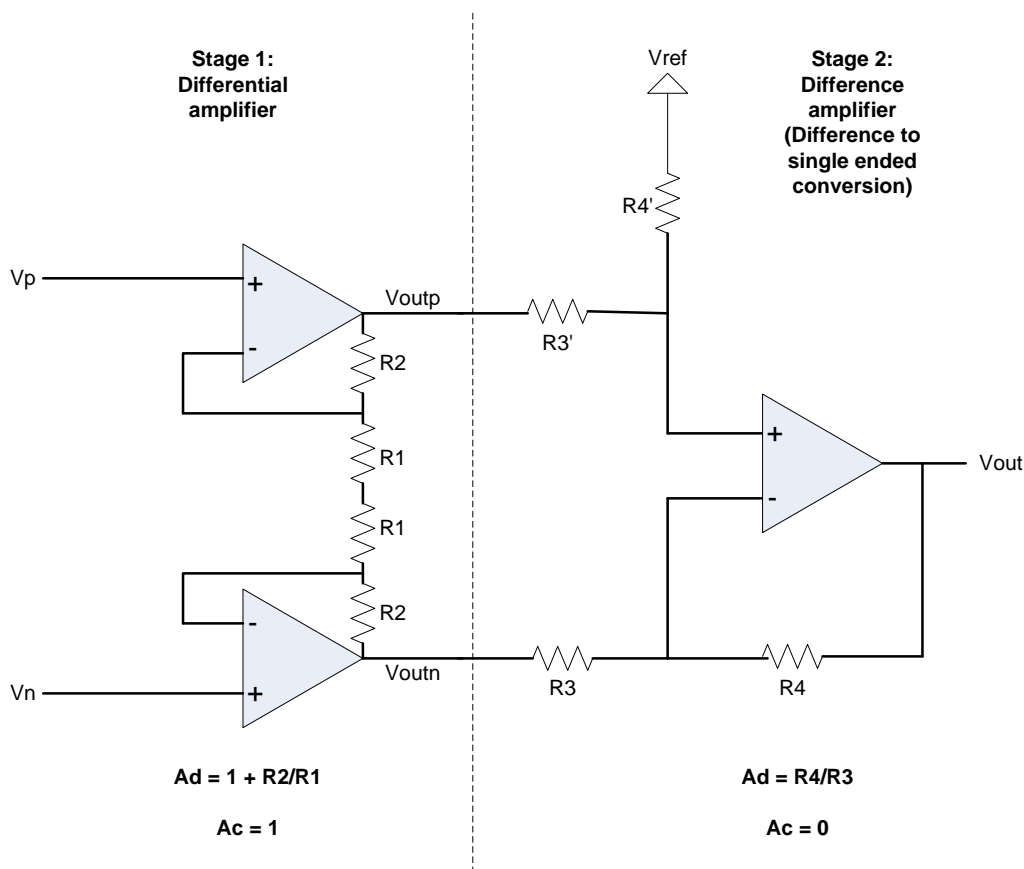 Stage 1:
Differential
amplifier
Vref
Stage 2:
Difference
amplifier
(Difference to
single ended
conversion)
R4'
Vp
+
-
Voutp
R3'
R2
R1
R1
R2
-
+
Vn
Voutn
+
-
Vout
R3
R4
Ad = 1 + R2/R1
Ac = 1
Ad = R4/R3
Ac = 0